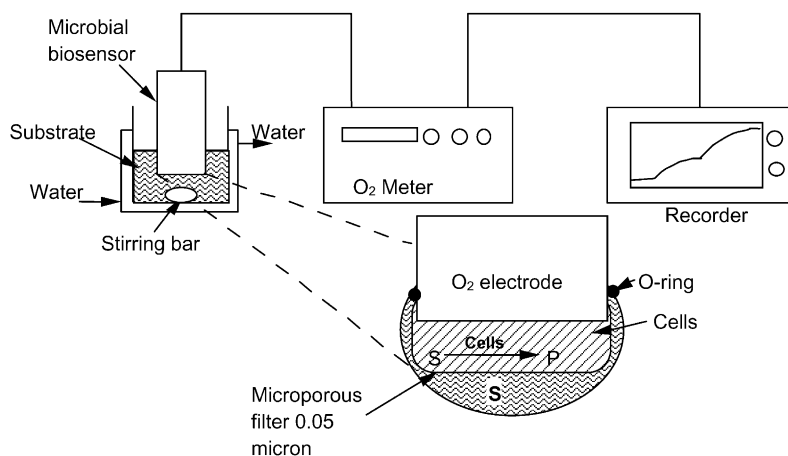 Microbial
biosensor
Substrate
Water
Water
Stirring bar
O₂ Meter
Recorder
O₂ electrode
O-ring
Cells
Cells
S
P
S
Microporous
filter 0.05
micron